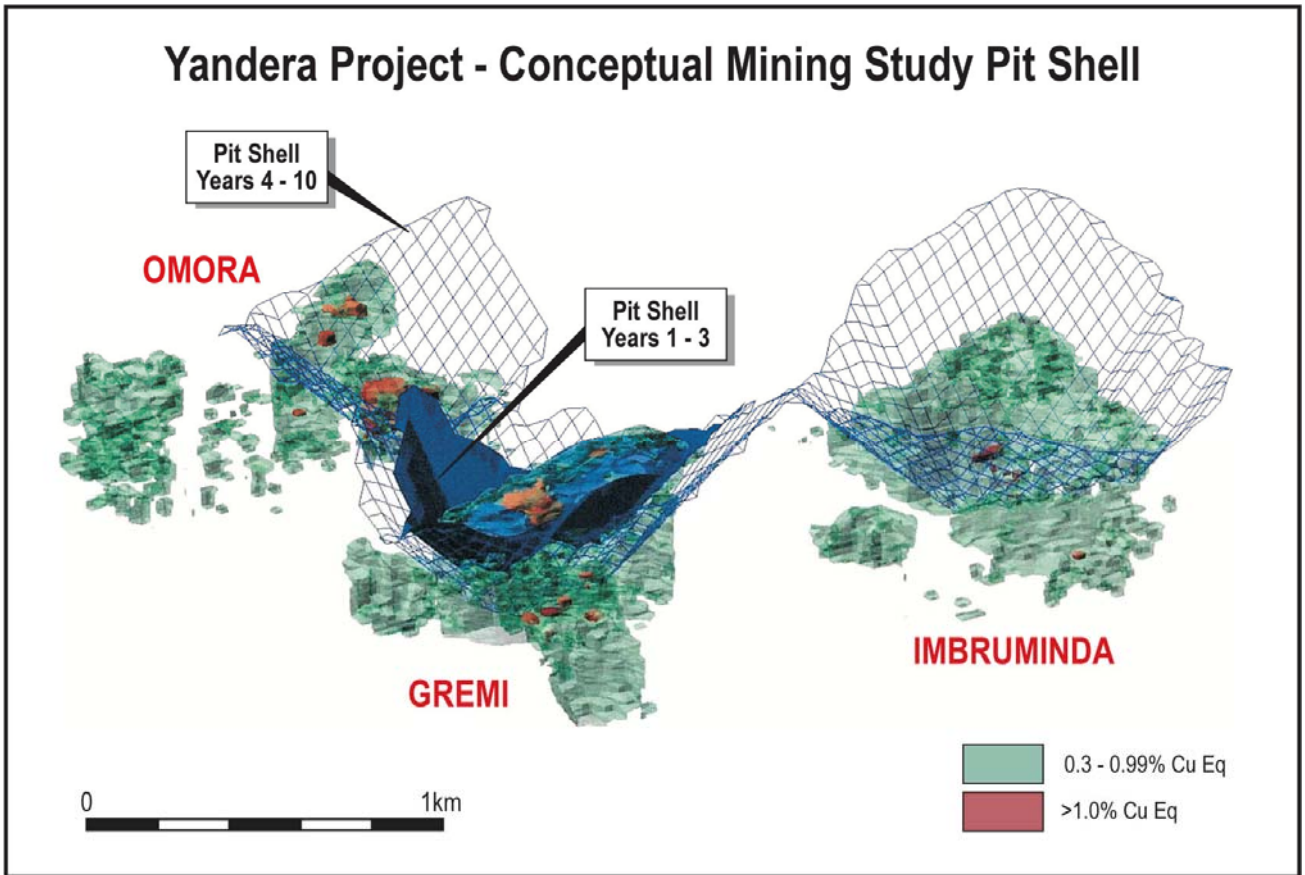 Yandera Project - Conceptual Mining Study Pit Shell
Pit Shell
Years 4 - 10
OMORA
Pit Shell
Years 1 - 3
IMBRUMINDA
GREMI
0.3 - 0.99% Cu Eq
0
1km
>1.0% Cu Eq